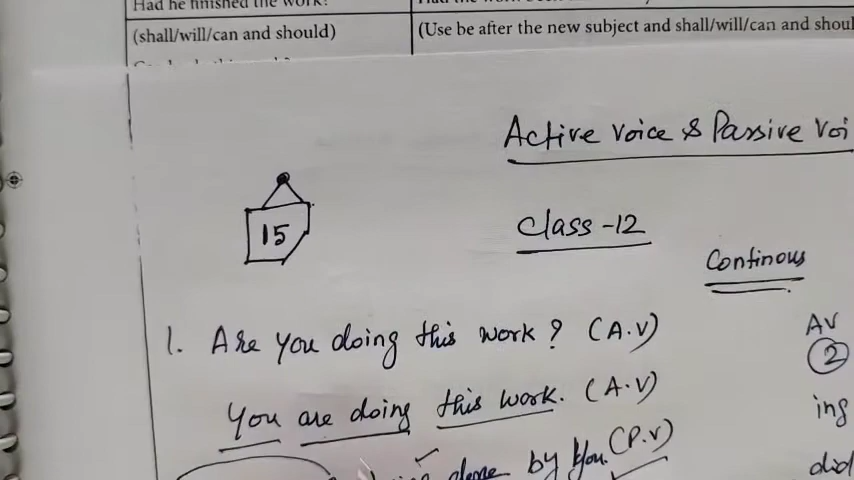 Had he finished the work?
(shall/will/can and should)
(Use be after the new subject and shall/will/can and shoul
Active Voice & Passive Voi
15
Class-12
Continous
1. Are you doing this work? (A.V)
AV
2
You are doing this work. (A.V)
ing
done by you. (P.V)
did